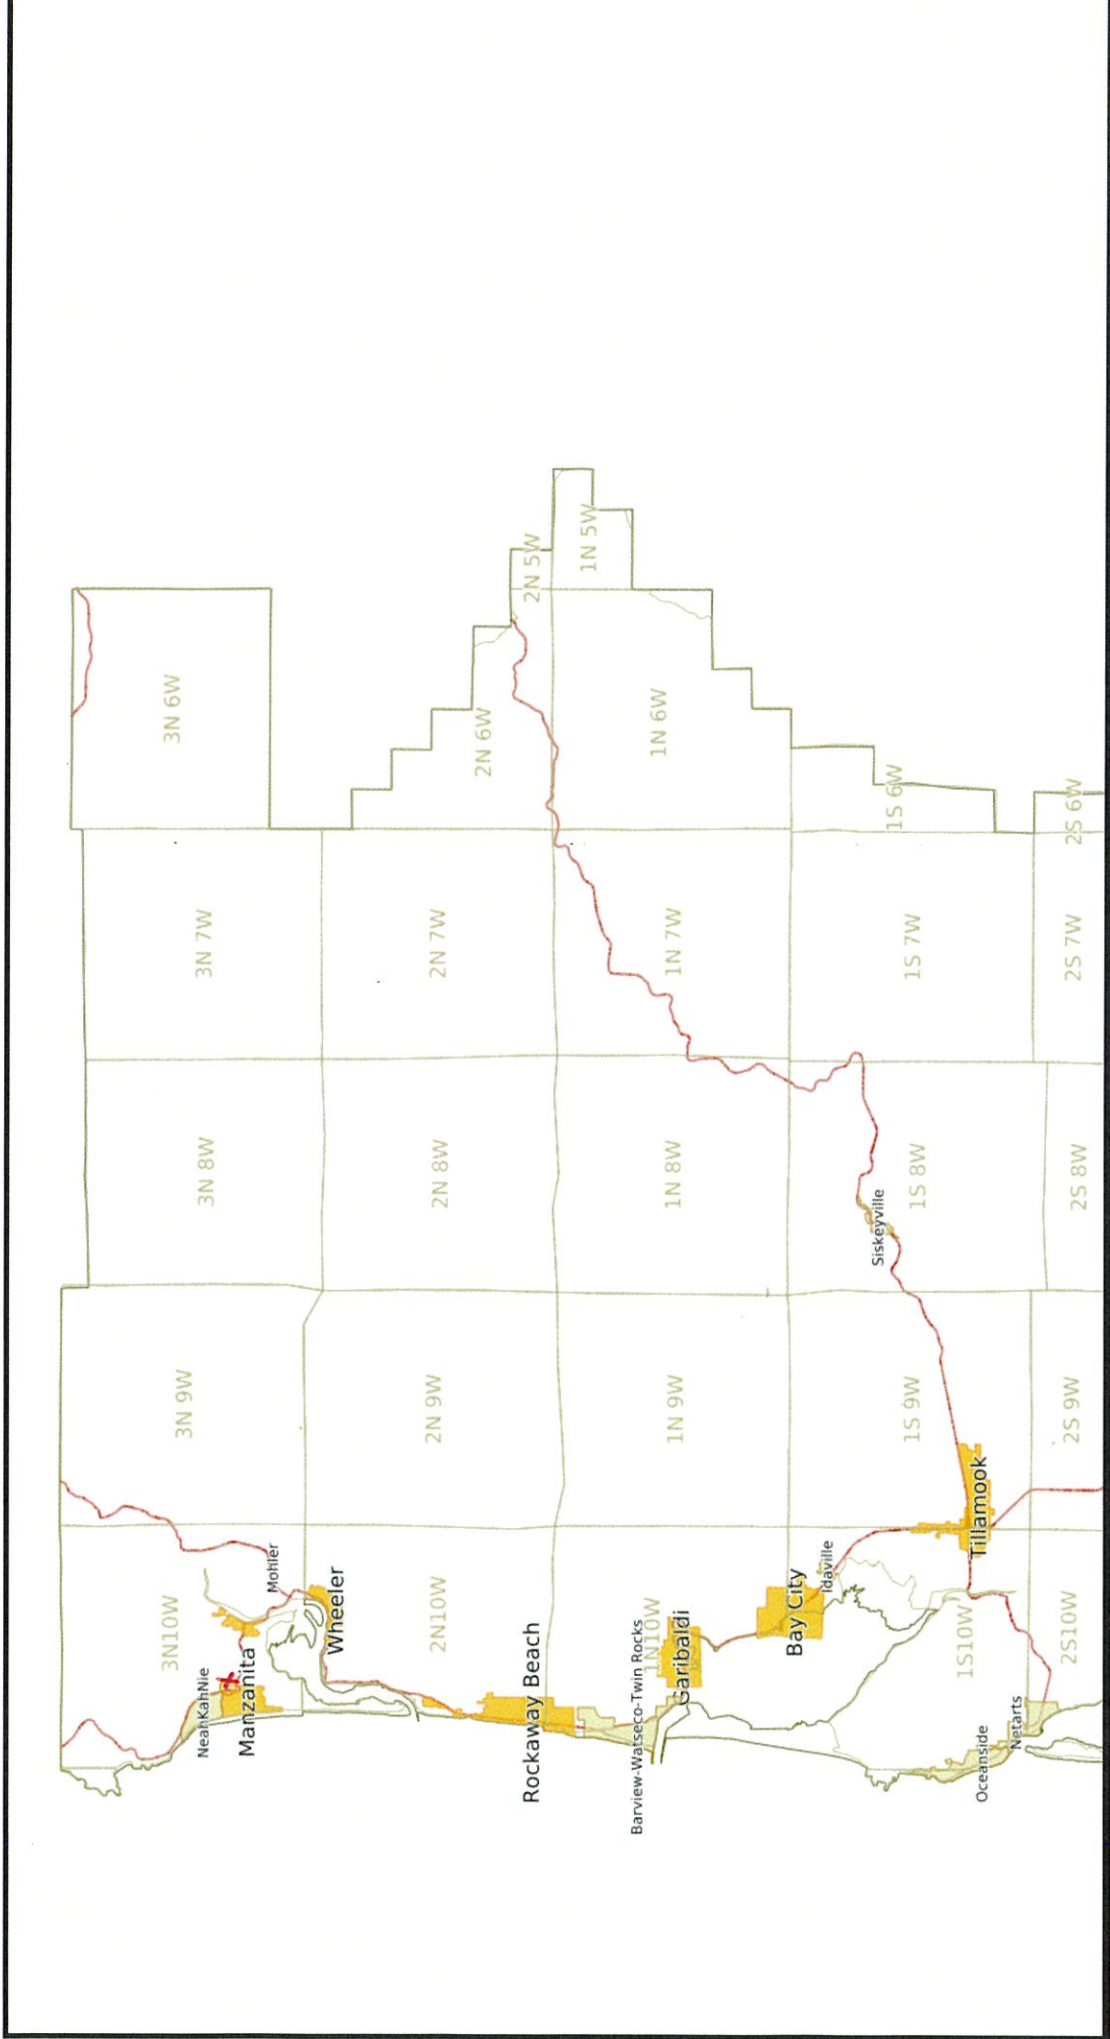 3N 6W
2N 5W
1N 5W
2N 6W
1N 6W
1S 6W
2S 6W
3N 7W
2N 7W
1N 7W
1S 7W
2S 7W
3N 8W
2N 8W
1N 8W
1S 8W
2S 8W
Siskeyville
3N 9W
2N 9W
1N 9W
1S 9W
2S 9W
Tillamook
Mohler
Idaville
3N10W
Wheeler
2N10W
1N10W
Bay City
1S10W
2S10W
NeahKahNie
Manzanita
Rockaway Beach
Barview-Watseco-Twin Rocks
Garibaldi
Netarts
Oceanside